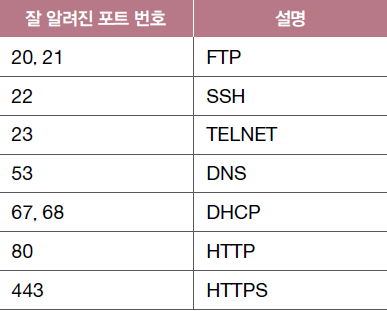 잘 알려진 포트 번호 설명
20, 21 FTP
22 SSH
23 TELNET
53 DNS
67, 68 DHCP
80 HTTP
443 HTTPS